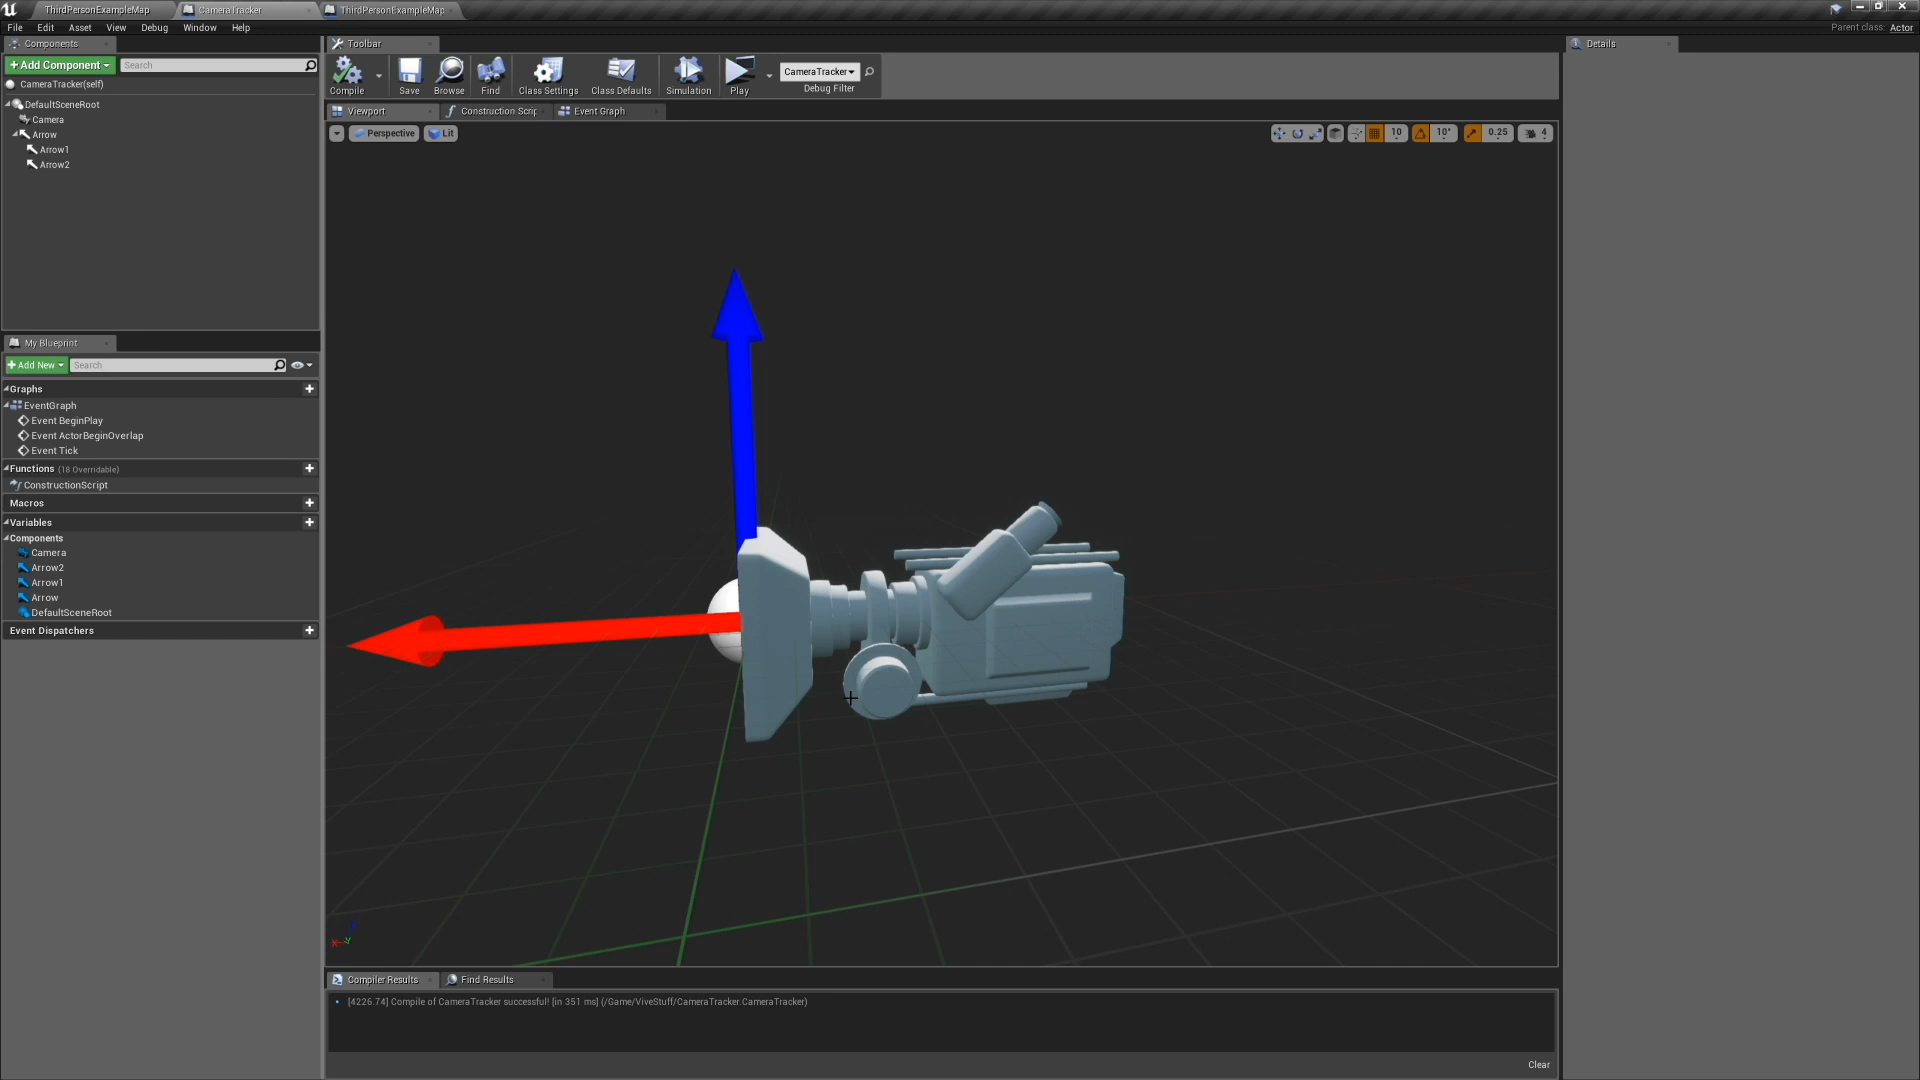 ThirdPersonExampleMap
CameraTracker
ThirdPersonExampleMap
File Edit Asset View Debug Window Help
Parent class: Actor
Components
+ Add Component
Search
CameraTracker(self)
DefaultSceneRoot
Camera
Arrow
Arrow1
Arrow2
My Blueprint
+ Add New
Search
Graphs
EventGraph
Event BeginPlay
Event ActorBeginOverlap
Event Tick
Functions (18 Overridable)
ConstructionScript
Macros
Variables
Components
Camera
Arrow2
Arrow1
Arrow
DefaultSceneRoot
Event Dispatchers
Toolbar
Compile
Save
Browse
Find
Class Settings
Class Defaults
Simulation
Play
CameraTracker
Debug Filter
Viewport
Construction Scrip
Event Graph
Perspective
Lit
10
10°
0.25
4
Y
Compiler Results
Find Results
[4226.74] Compile of CameraTracker successful! [in 351 ms] (/Game/ViveStuff/CameraTracker.CameraTracker)
Clear
Details